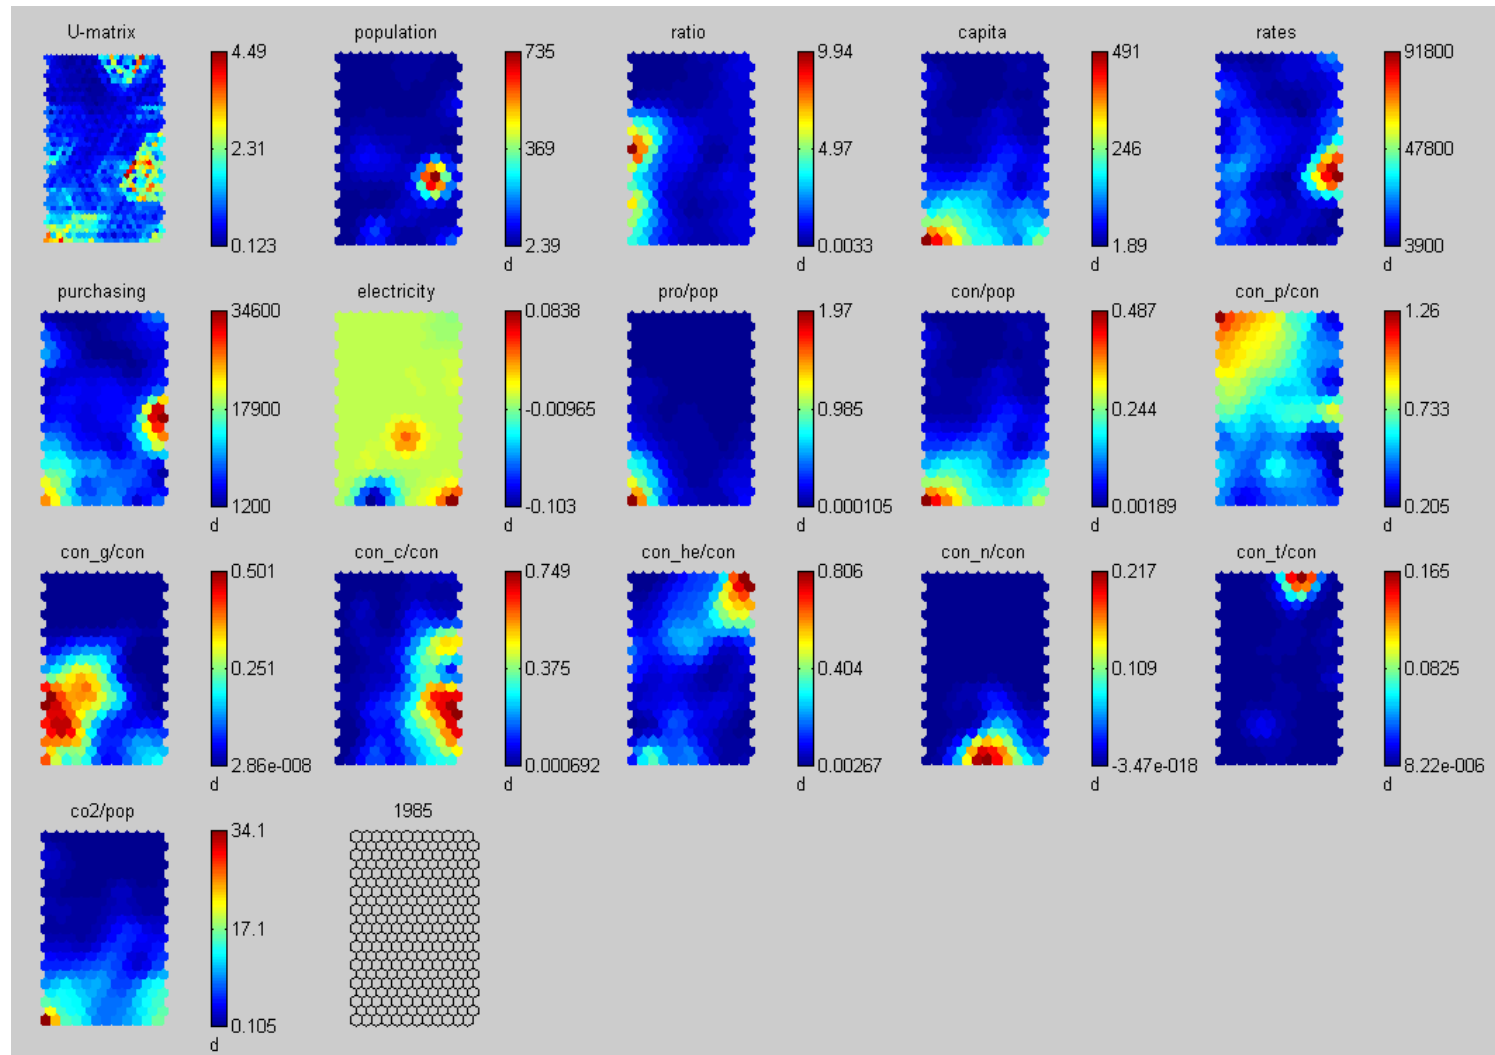 U-matrix population ratio capita rates
4.49 735 9.94 491 91800
2.31 369 4.97 246 47800
0.123 2.39 0.0033 1.89 3900
d d d d
purchasing electricity pro/pop con/pop con_p/con
34600 0.0838 1.97 0.487 1.26
17900 -0.00965 0.985 0.244 0.733
1200 -0.103 0.000105 0.00189 0.205
d d d d d
con_g/con con_c/con con_he/con con_n/con con_t/con
0.501 0.749 0.806 0.217 0.165
0.251 0.375 0.404 0.109 0.0825
2.86e-008 0.000692 0.00267 -3.47e-018 8.22e-006
d d d d d
co2/pop 1985
34.1
17.1
0.105
d